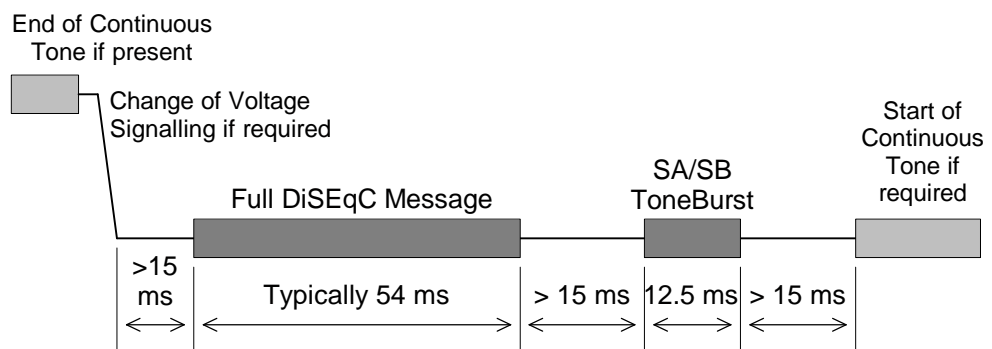 End of Continuous
Tone if present
Change of Voltage
Signalling if required
Start of
Continuous
Tone if
required
Full DiSEqC Message
SA/SB
ToneBurst
>15
ms
Typically 54 ms
> 15 ms
12.5 ms
> 15 ms